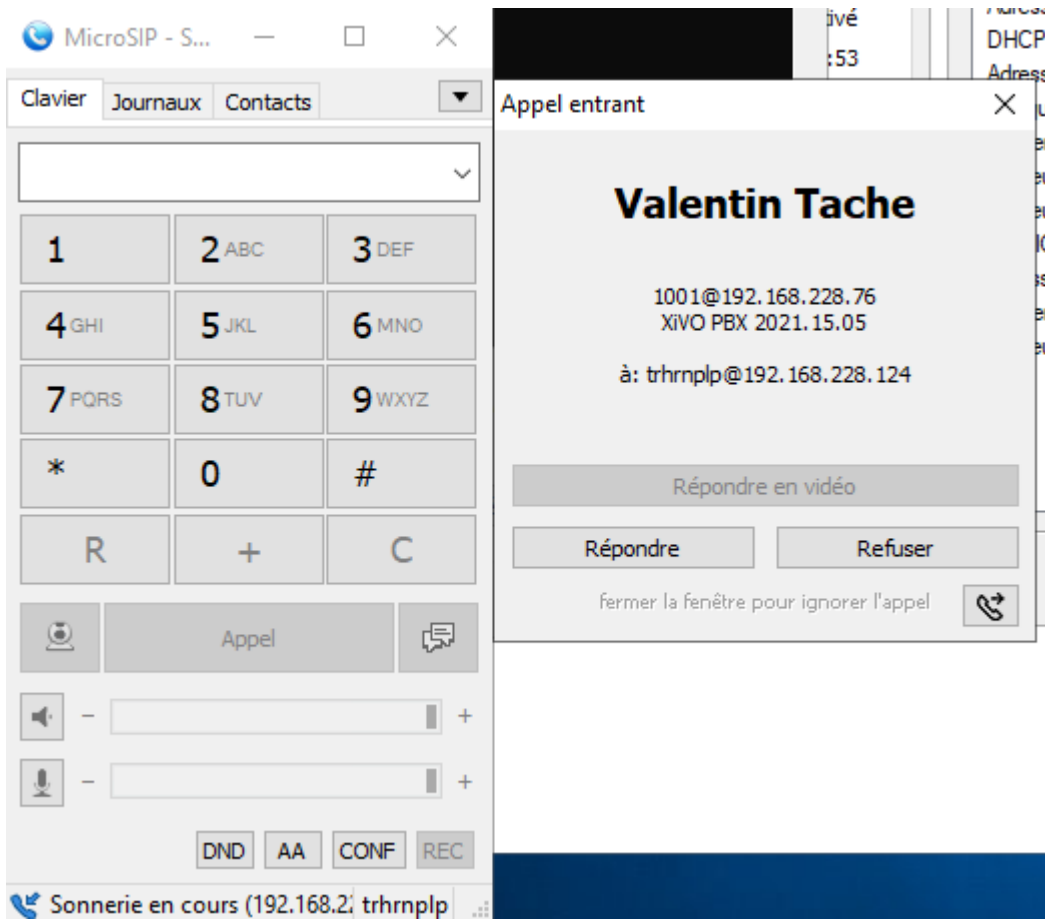 MicroSIP - S...
Clavier
Journaux
Contacts
1
2 ABC
3 DEF
4 GHI
5 JKL
6 MNO
7 PQRS
8 TUV
9 WXYZ
*
0
#
R
+
C
Appel
- +
- +
DND
AA
CONF
REC
Sonnerie en cours (192.168.2
trhrnplp
:53
DHCP
Appel entrant
Valentin Tache
1001@192.168.228.76
XiVO PBX 2021.15.05
à: trhrnplp@192.168.228.124
Répondre en vidéo
Répondre
Refuser
fermer la fenêtre pour ignorer l'appel